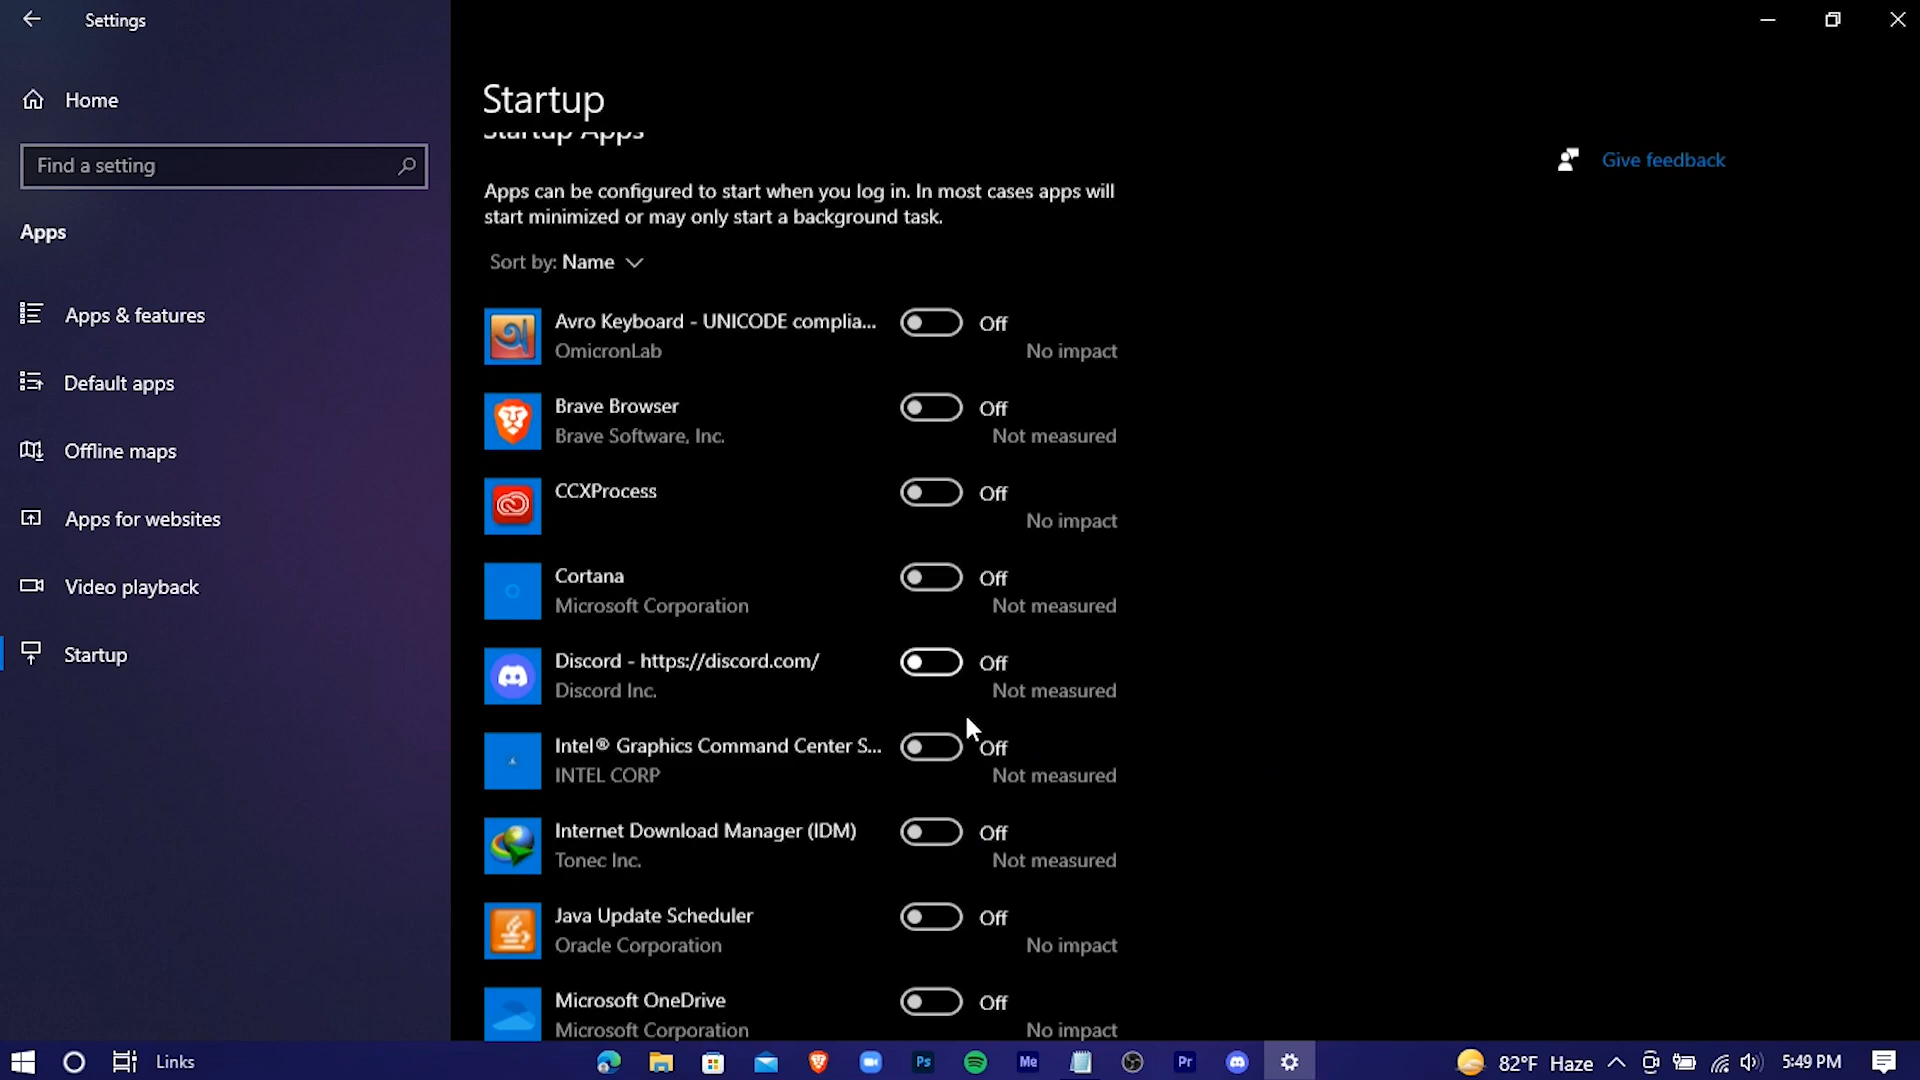 Settings
Home
Find a setting
Apps
Apps & features
Default apps
Offline maps
Apps for websites
Video playback
Startup
Startup
Startup Apps
Give feedback
Apps can be configured to start when you log in. In most cases apps will
start minimized or may only start a background task.
Sort by: Name
Avro Keyboard - UNICODE complia... Off
OmicronLab No impact
Brave Browser Off
Brave Software, Inc. Not measured
CCXProcess Off
No impact
Cortana Off
Microsoft Corporation Not measured
Discord - https://discord.com/ Off
Discord Inc. Not measured
Intel® Graphics Command Center S... Off
INTEL CORP Not measured
Internet Download Manager (IDM) Off
Tonec Inc. Not measured
Java Update Scheduler Off
Oracle Corporation No impact
Microsoft OneDrive Off
Microsoft Corporation No impact
Links Ps Me Pr 82°F Haze 5:49 PM